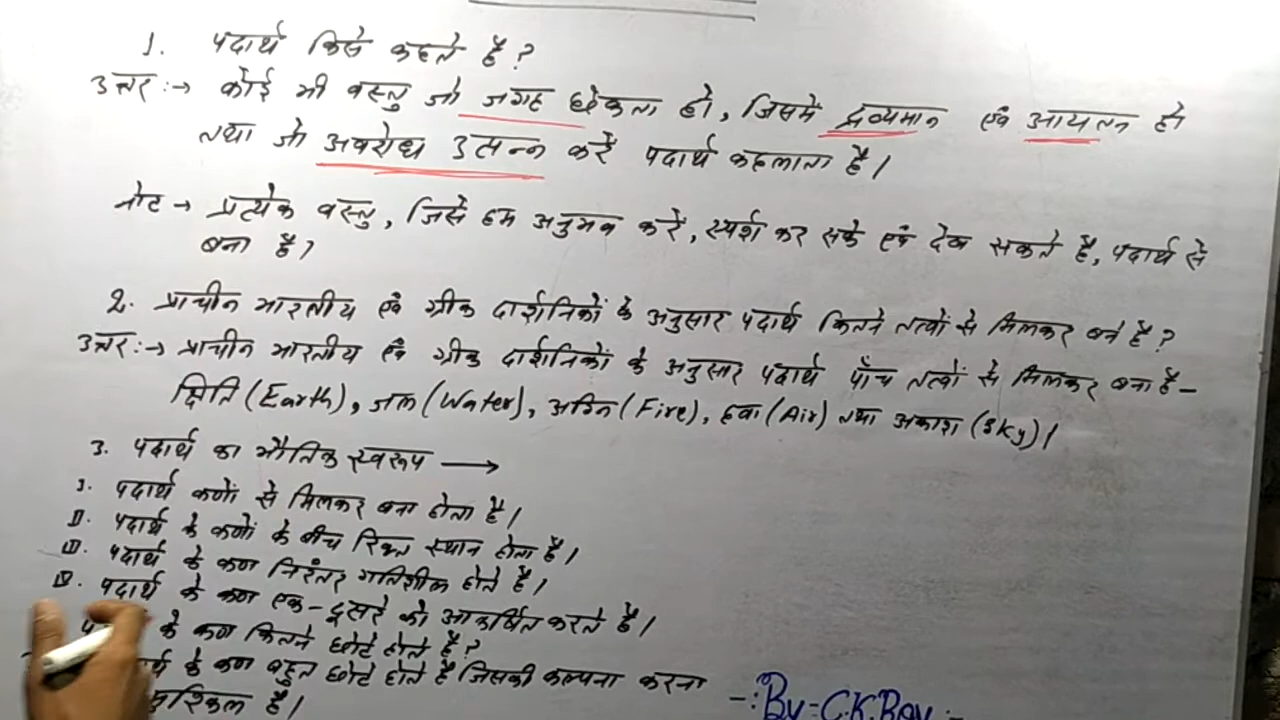 1. पदार्थ किसे कहते है?
उत्तर:→ कोई भी वस्तु जो जगह छेकता हो, जिसमें द्रव्यमान एवं आयतन हो
तथा जो अवरोध उत्पन्न करें पदार्थ कहलाता है।
नोट → प्रत्येक वस्तु, जिसे हम अनुभव करें, स्पर्श कर सके एवं देख सकते है, पदार्थ से
बना है।
2. प्राचीन भारतीय एवं ग्रीक दार्शनिकों के अनुसार पदार्थ कितने तत्वों से मिलकर बने है?
उत्तर:→ प्राचीन भारतीय एवं ग्रीक दार्शनिकों के अनुसार पदार्थ पाँच तत्वों से मिलकर बना है-
क्षिति (Earth), जल (Water), अग्नि (Fire), हवा (Air) तथा अकाश (Sky)।
3. पदार्थ का भौतिक स्वरूप →
I. पदार्थ कणों से मिलकर बना होता है।
II. पदार्थ के कणों के बीच रिक्त स्थान होता है।
III. पदार्थ के कण निरंतर गतिशील होते है।
IV. पदार्थ के कण एक-दूसरे को आकर्षित करते है।
के कण कितने छोटे होते है?
के कण बहुत छोटे होते है जिसकी कल्पना करना
मुश्किल है।
-: By-C.K.Roy :-